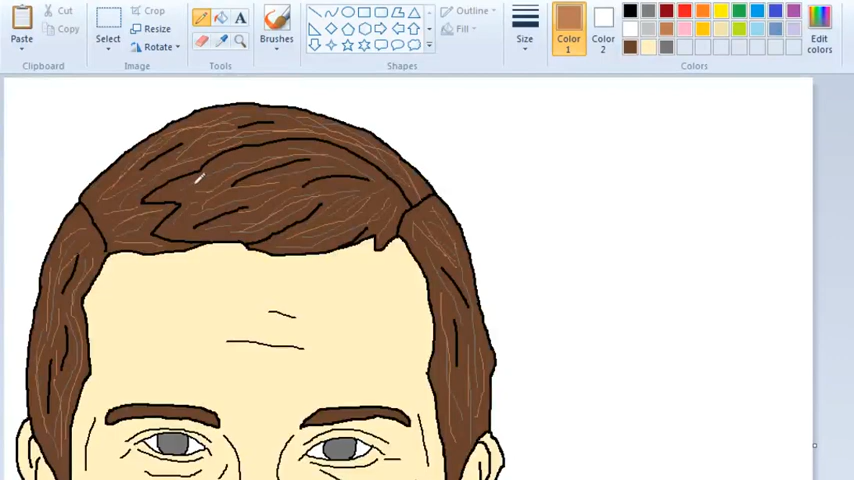 Paste
Cut
Copy
Clipboard
Select
Crop
Resize
Rotate
Image
A
Tools
Brushes
Outline
Fill
Shapes
Size
Color
1
Color
2
Edit
colors
Colors